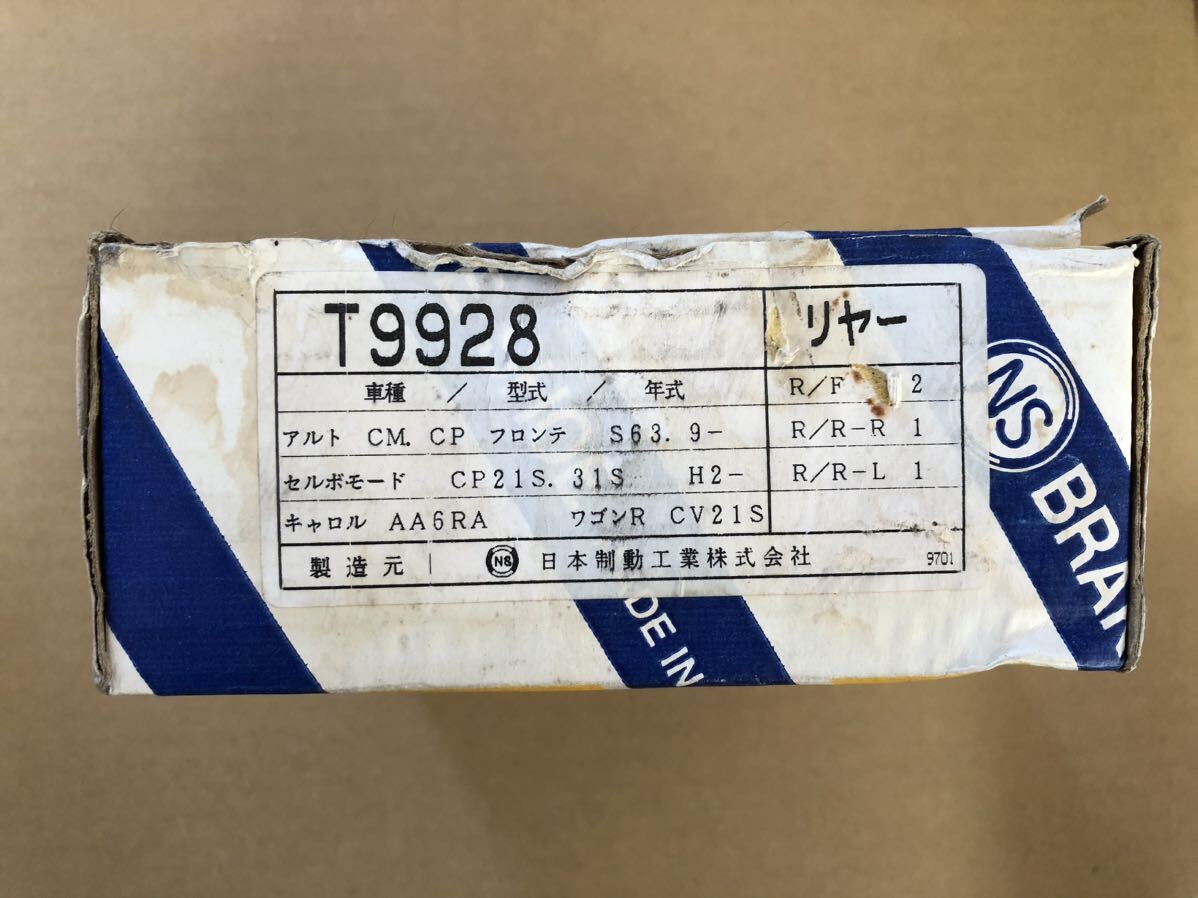 T9928 リヤー
車種 / 型式 / 年式 R/F 2
アルト CM. CP フロンテ S63. 9- R/R-R 1
セルボモード CP21S. 31S H2- R/R-L 1
キャロル AA6RA ワゴンR CV21S
製造元 NS 日本制動工業株式会社 9701
NS
DE IN